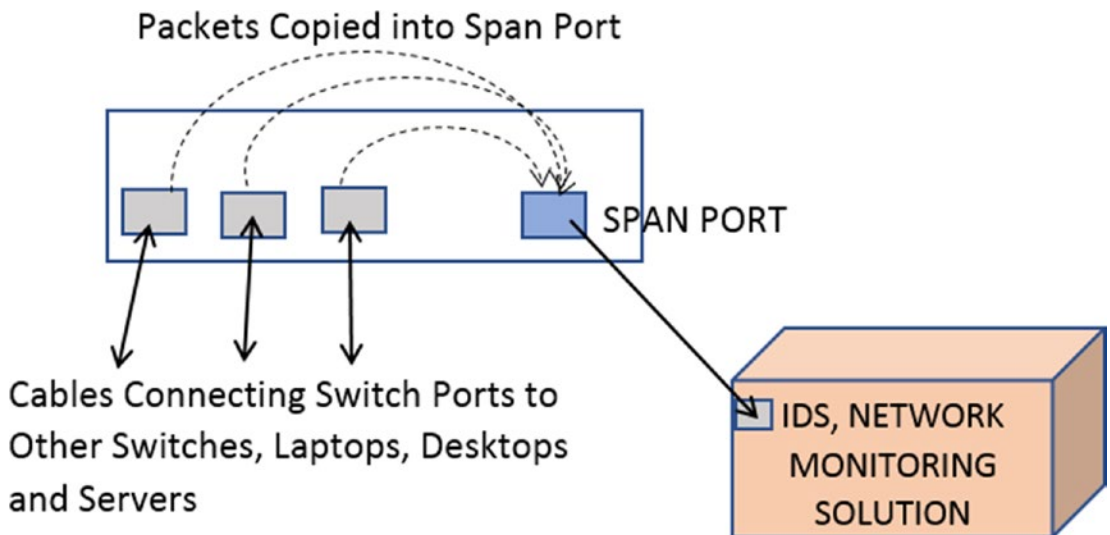 Packets Copied into Span Port
SPAN PORT
Cables Connecting Switch Ports to
Other Switches, Laptops, Desktops
and Servers
IDS, NETWORK
MONITORING
SOLUTION